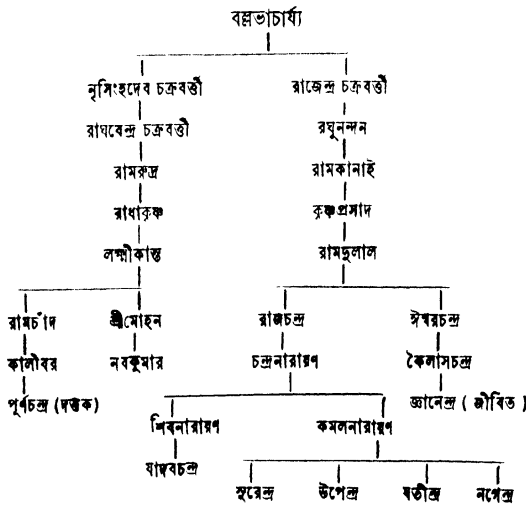 বল্লভাচার্য্য
নৃসিংহদেব চক্রবর্ত্তী রাজেন্দ্র চক্রবর্ত্তী
রাঘবেন্দ্র চক্রবর্ত্তী রঘুনন্দন
রামরুদ্র রামকানাই
রাধাকৃষ্ণ কৃষ্ণপ্রসাদ
লক্ষ্মীকান্ত রামদুলাল
রামচাঁদ শ্রীমোহন রাজচন্দ্র ঈশ্বরচন্দ্র
কালীবর নবকুমার চন্দ্রনারায়ণ কৈলাসচন্দ্র
পূর্ণচন্দ্র (দত্তক) জ্ঞানেন্দ্র ( জীবিত )
শিবনারায়ণ কমলনারায়ণ
যাদবচন্দ্র
সুরেন্দ্র উপেন্দ্র যতীন্দ্র নগেন্দ্র